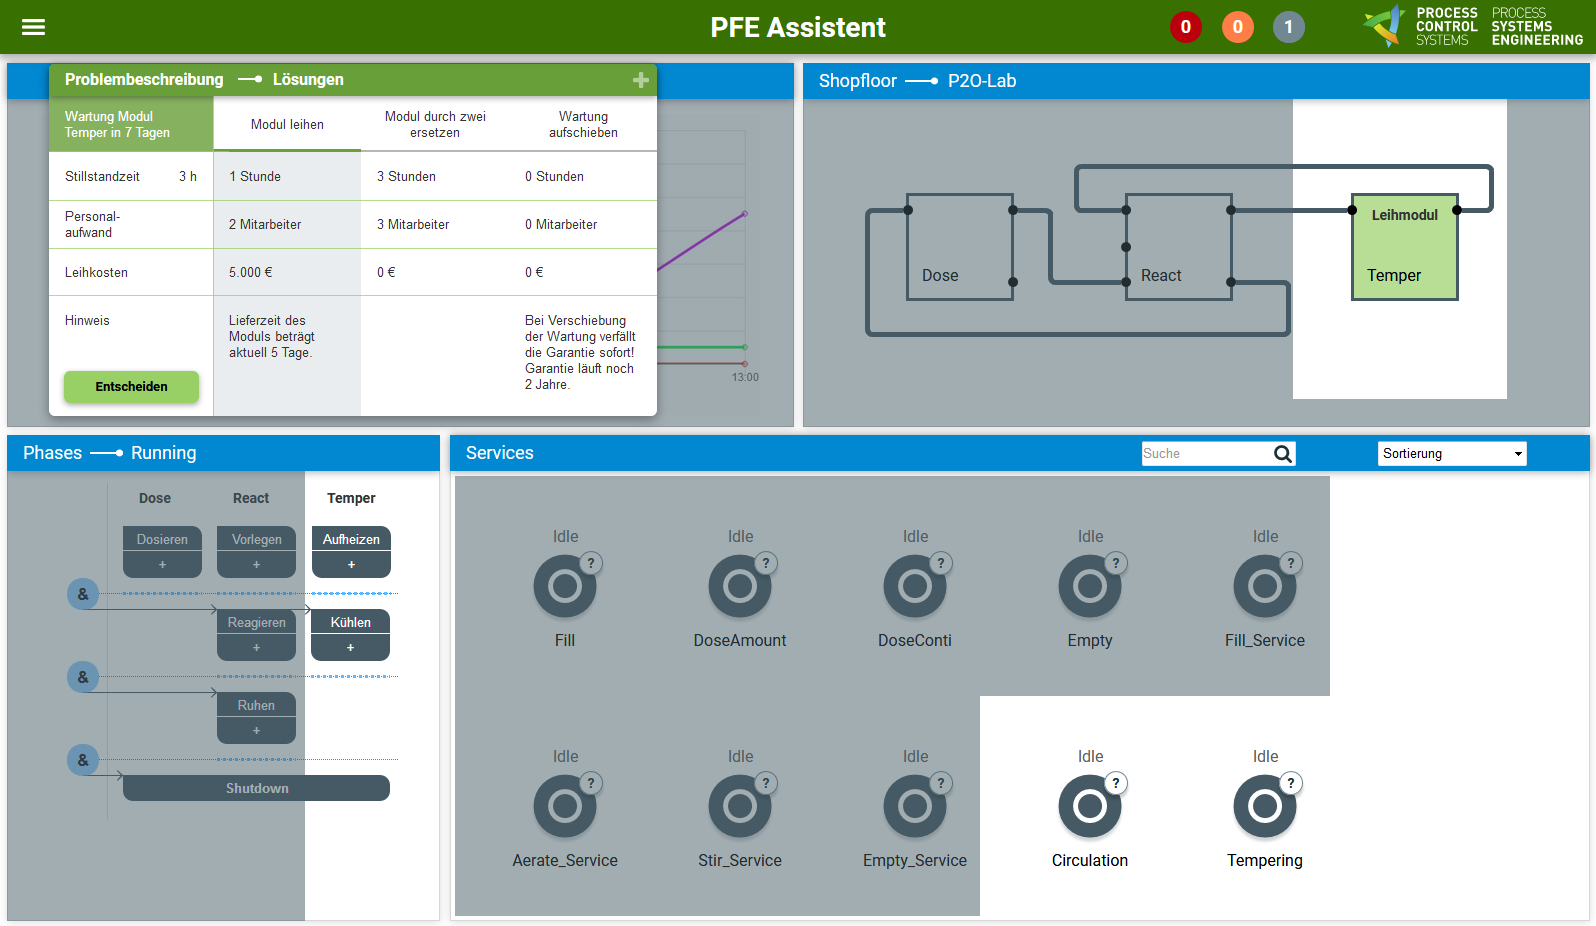 PFE Assistent
0
0
1
PROCESS
CONTROL
SYSTEMS
PROCESS
SYSTEMS
ENGINEERING
Problembeschreibung
Lösungen
+
Wartung Modul
Temper in 7 Tagen
Modul leihen
Modul durch zwei
ersetzen
Wartung
aufschieben
Stillstandzeit 3 h
1 Stunde
3 Stunden
0 Stunden
Personal-
aufwand
2 Mitarbeiter
3 Mitarbeiter
0 Mitarbeiter
Leihkosten
5.000 €
0 €
0 €
Hinweis
Lieferzeit des
Moduls beträgt
aktuell 5 Tage.
Bei Verschiebung
der Wartung verfällt
die Garantie sofort!
Garantie läuft noch
2 Jahre.
Entscheiden
13:00
Shopfloor
P2O-Lab
Dose
React
Leihmodul
Temper
Phases
Running
Dose
React
Temper
Dosieren
+
Vorlegen
+
Aufheizen
+
&
Reagieren
+
Kühlen
+
&
Ruhen
+
&
Shutdown
Services
Suche
Sortierung
Idle
?
Fill
Idle
?
DoseAmount
Idle
?
DoseConti
Idle
?
Empty
Idle
?
Fill_Service
Idle
?
Aerate_Service
Idle
?
Stir_Service
Idle
?
Empty_Service
Idle
?
Circulation
Idle
?
Tempering